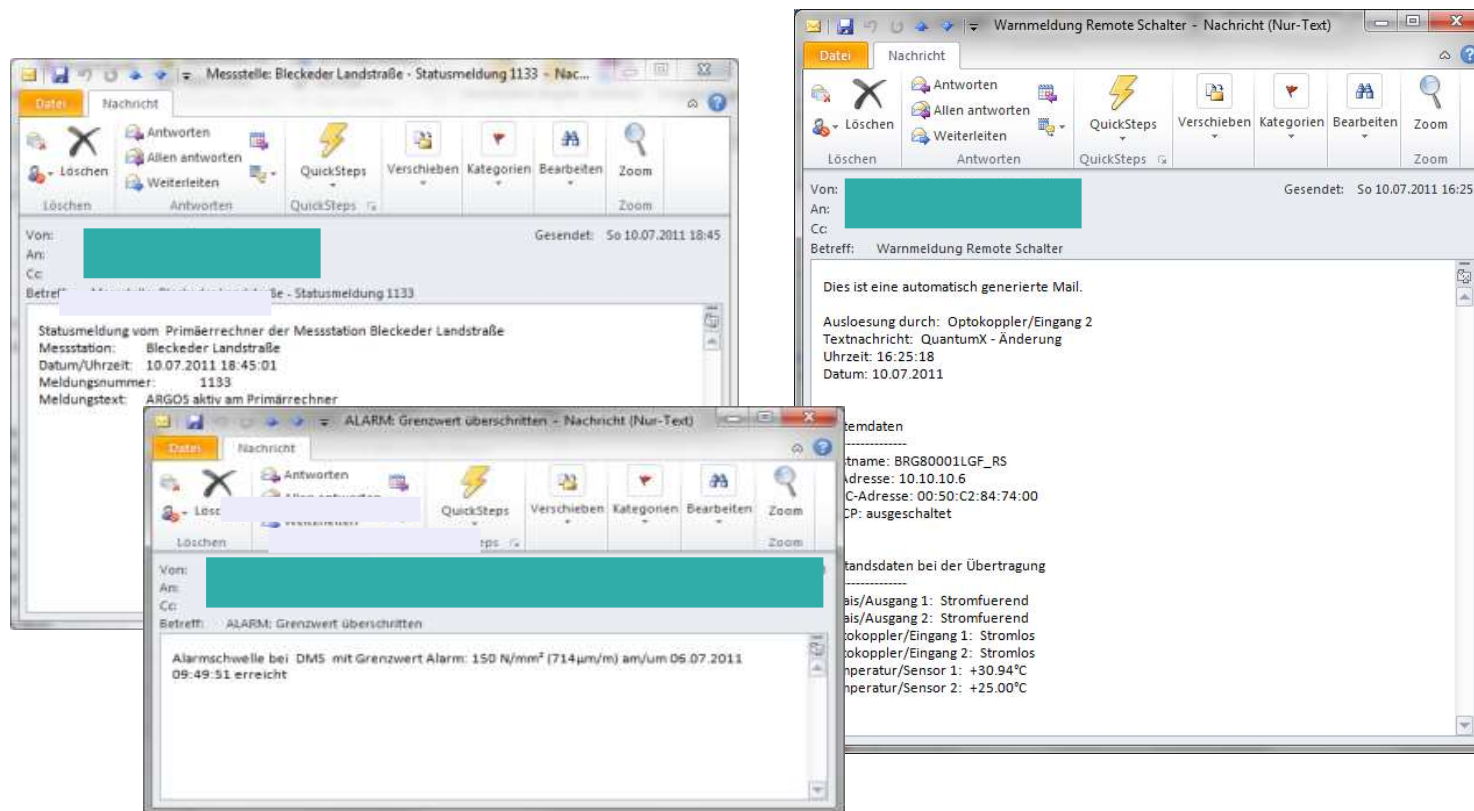 Messstelle: Bleckeder Landstraße - Statusmeldung 1133 - Nac...
Datei Nachricht
Löschen
Antworten
Allen antworten
Weiterleiten
QuickSteps
Verschieben Kategorien Bearbeiten Zoom
Löschen Antworten QuickSteps Zoom
Von: Gesendet: So 10.07.2011 18:45
An:
Cc:
- Statusmeldung 1133
Statusmeldung vom Primäerrechner der Messstation Bleckeder Landstraße
Messstation: Bleckeder Landstraße
Datum/Uhrzeit: 10.07.2011 18:45:01
Meldungsnummer: 1133
Meldungstext: ARGOS aktiv am Primärrechner
ALARM: Grenzwert überschritten - Nachricht (Nur-Text)
Datei Nachricht
Antworten
QuickSteps
Verschieben Kategorien Bearbeiten Zoom
Löschen Zoom
Von:
An:
Cc:
Betreff: ALARM: Grenzwert überschritten
Alarmschwelle bei DMS mit Grenzwert Alarm: 150 N/mm² (714µm/m) am/um 06.07.2011
09:49:51 erreicht
Warnmeldung Remote Schalter - Nachricht (Nur-Text)
Datei Nachricht
Löschen
Antworten
Allen antworten
Weiterleiten
QuickSteps
Verschieben Kategorien Bearbeiten Zoom
Löschen Antworten QuickSteps Zoom
Von: Gesendet: So 10.07.2011 16:25
An:
Cc:
Betreff: Warnmeldung Remote Schalter
Dies ist eine automatisch generierte Mail.
Ausloesung durch: Optokoppler/Eingang 2
Textnachricht: QuantumX - Änderung
Uhrzeit: 16:25:18
Datum: 10.07.2011
temdaten
--------------
stname: BRG80001LGF_RS
Adresse: 10.10.10.6
C-Adresse: 00:50:C2:84:74:00
CP: ausgeschaltet
tandsdaten bei der Übertragung
--------------
ais/Ausgang 1: Stromfuerend
ais/Ausgang 2: Stromfuerend
tokoppler/Eingang 1: Stromlos
tokoppler/Eingang 2: Stromlos
mperatur/Sensor 1: +30.94°C
mperatur/Sensor 2: +25.00°C